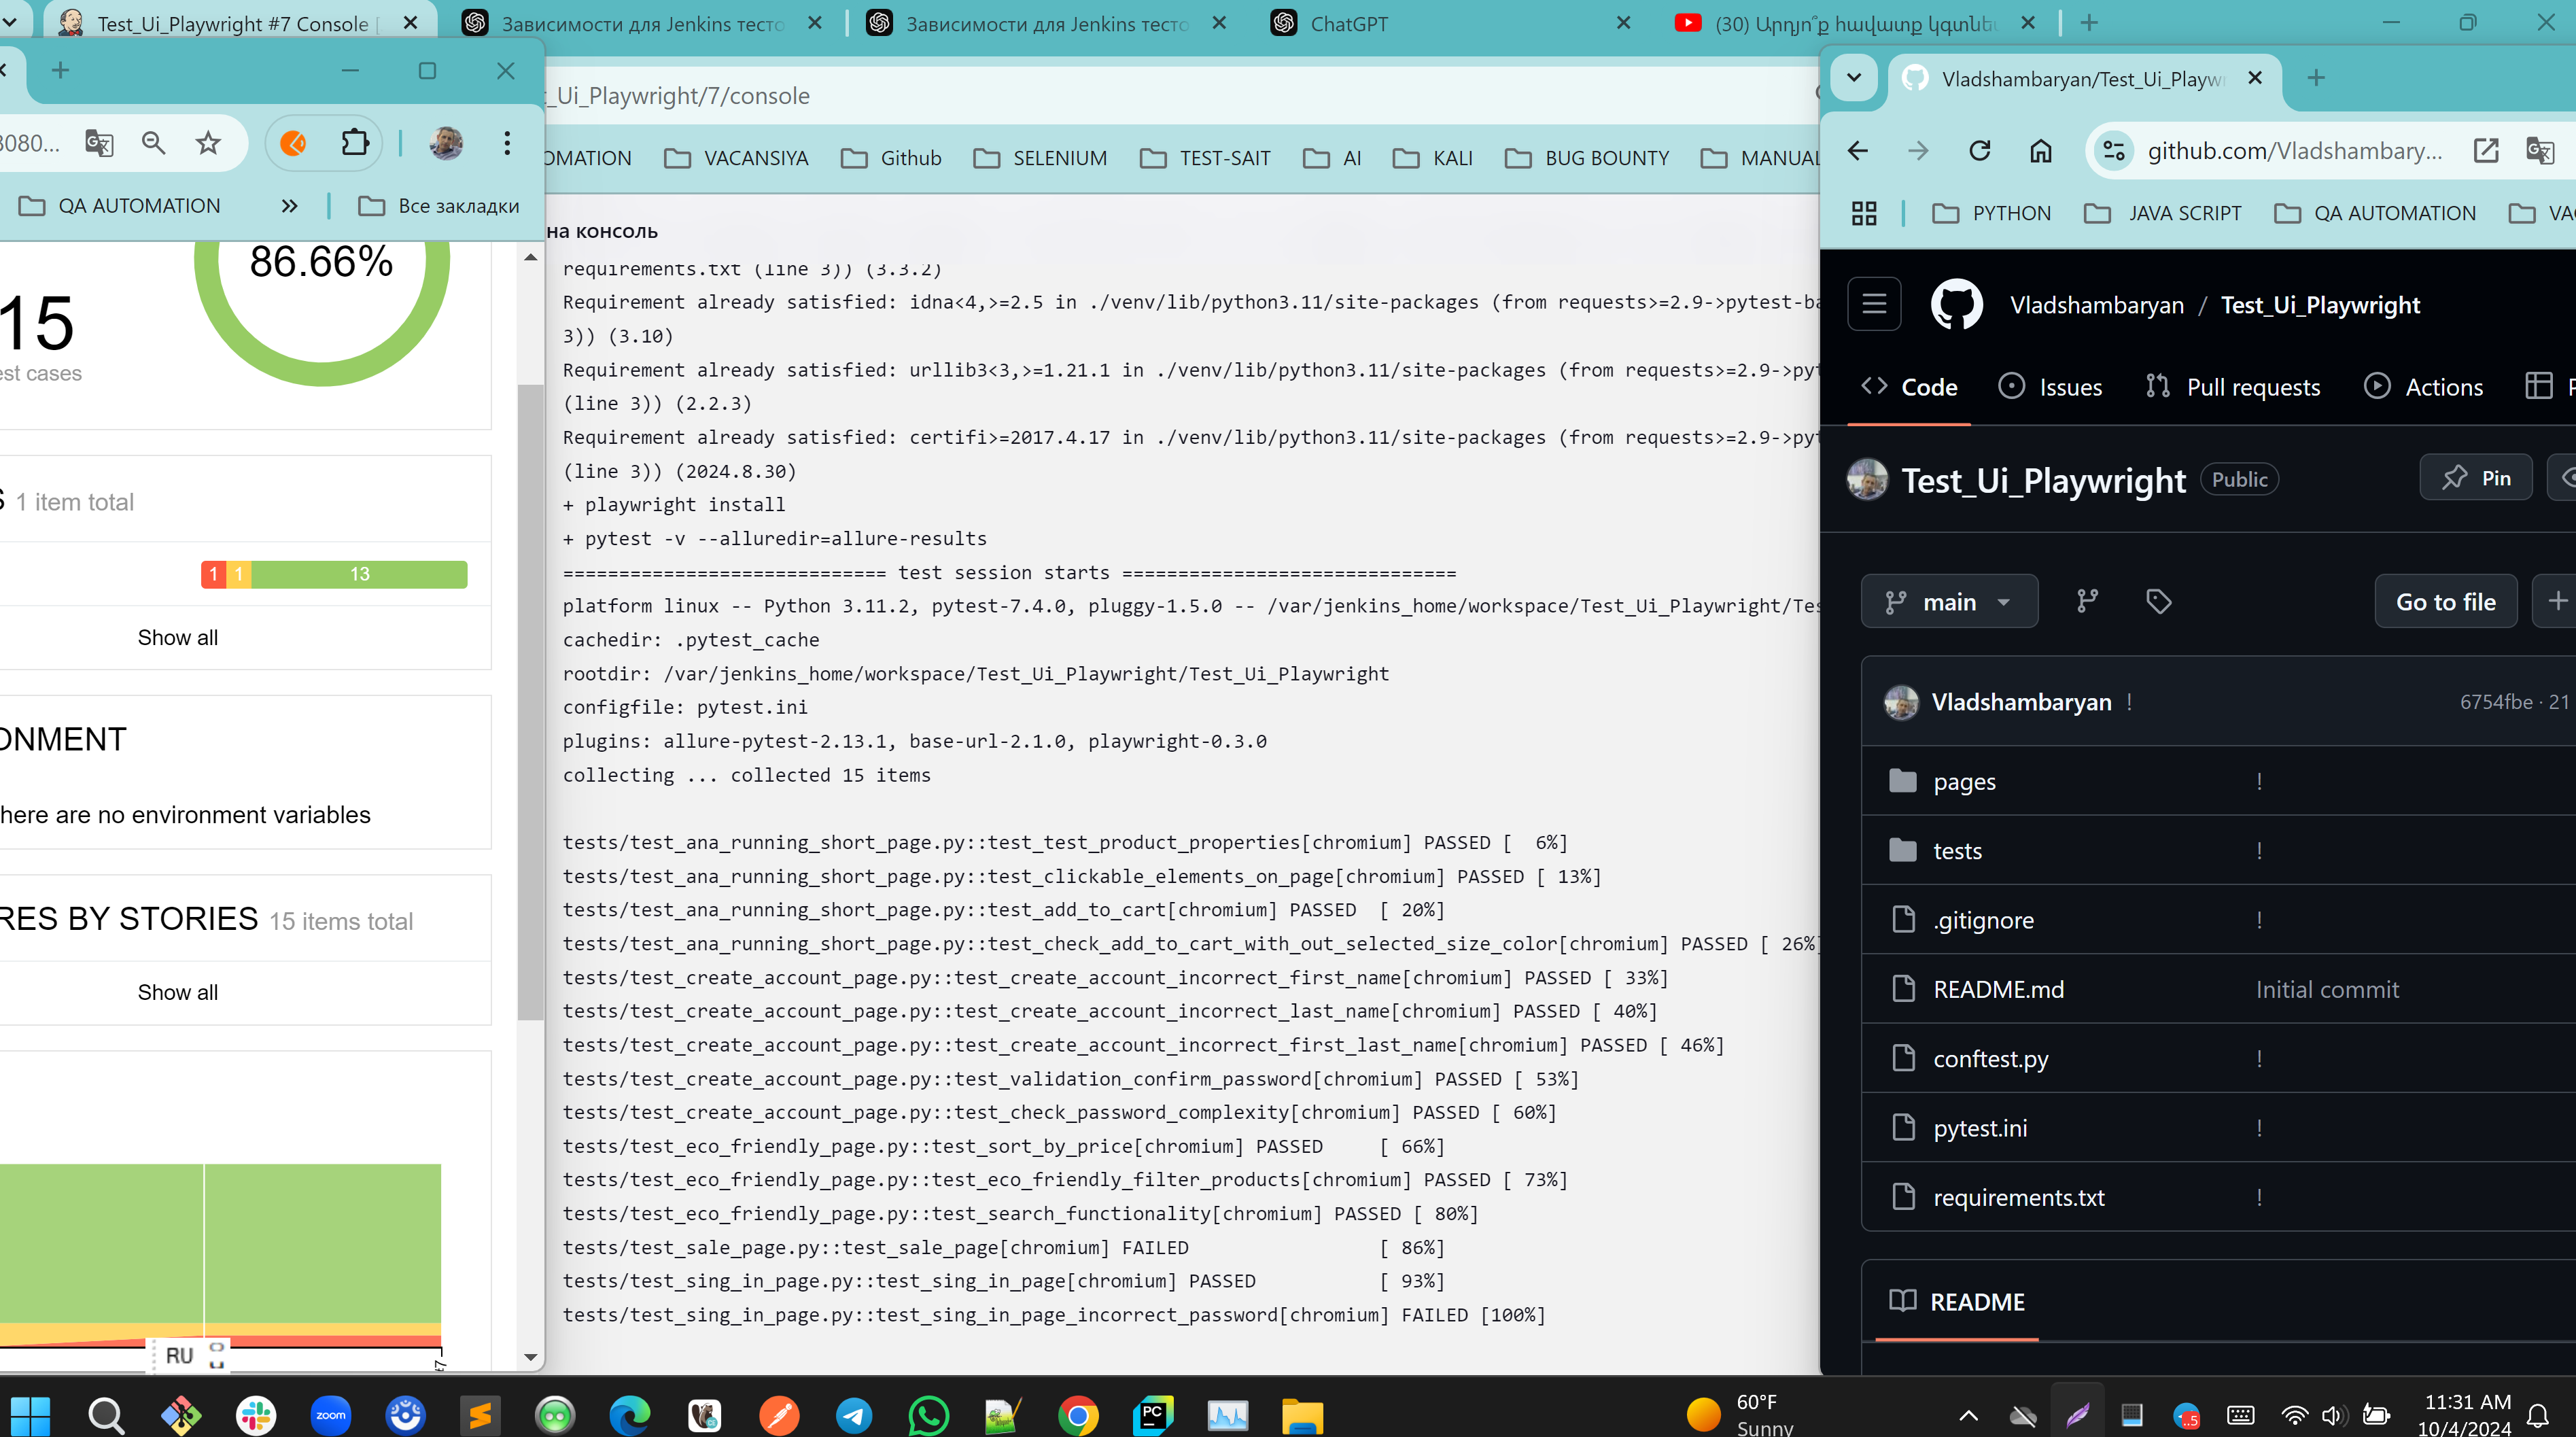 Test_Ui_Playwright #7 Console [
Зависимости для Jenkins тесто
Зависимости для Jenkins тесто
ChatGPT
(30) Արդյո՞ք հավատք կգտնե
8080...
QA AUTOMATION
Все закладки
86.66%
15
est cases
1 item total
1 1 13
Show all
ONMENT
here are no environment variables
RES BY STORIES 15 items total
Show all
#7
RU
_Ui_Playwright/7/console
OMATION
VACANSIYA
Github
SELENIUM
TEST-SAIT
AI
KALI
BUG BOUNTY
MANUAL
на консоль
requirements.txt (line 3)) (3.3.2)
Requirement already satisfied: idna<4,>=2.5 in ./venv/lib/python3.11/site-packages (from requests>=2.9->pytest-ba
3)) (3.10)
Requirement already satisfied: urllib3<3,>=1.21.1 in ./venv/lib/python3.11/site-packages (from requests>=2.9->pyt
(line 3)) (2.2.3)
Requirement already satisfied: certifi>=2017.4.17 in ./venv/lib/python3.11/site-packages (from requests>=2.9->pyt
(line 3)) (2024.8.30)
+ playwright install
+ pytest -v --alluredir=allure-results
============================= test session starts ==============================
platform linux -- Python 3.11.2, pytest-7.4.0, pluggy-1.5.0 -- /var/jenkins_home/workspace/Test_Ui_Playwright/Tes
cachedir: .pytest_cache
rootdir: /var/jenkins_home/workspace/Test_Ui_Playwright/Test_Ui_Playwright
configfile: pytest.ini
plugins: allure-pytest-2.13.1, base-url-2.1.0, playwright-0.3.0
collecting ... collected 15 items
tests/test_ana_running_short_page.py::test_test_product_properties[chromium] PASSED [  6%]
tests/test_ana_running_short_page.py::test_clickable_elements_on_page[chromium] PASSED [ 13%]
tests/test_ana_running_short_page.py::test_add_to_cart[chromium] PASSED  [ 20%]
tests/test_ana_running_short_page.py::test_check_add_to_cart_with_out_selected_size_color[chromium] PASSED [ 26%]
tests/test_create_account_page.py::test_create_account_incorrect_first_name[chromium] PASSED [ 33%]
tests/test_create_account_page.py::test_create_account_incorrect_last_name[chromium] PASSED [ 40%]
tests/test_create_account_page.py::test_create_account_incorrect_first_last_name[chromium] PASSED [ 46%]
tests/test_create_account_page.py::test_validation_confirm_password[chromium] PASSED [ 53%]
tests/test_create_account_page.py::test_check_password_complexity[chromium] PASSED [ 60%]
tests/test_eco_friendly_page.py::test_sort_by_price[chromium] PASSED     [ 66%]
tests/test_eco_friendly_page.py::test_eco_friendly_filter_products[chromium] PASSED [ 73%]
tests/test_eco_friendly_page.py::test_search_functionality[chromium] PASSED [ 80%]
tests/test_sale_page.py::test_sale_page[chromium] FAILED                 [ 86%]
tests/test_sing_in_page.py::test_sing_in_page[chromium] PASSED           [ 93%]
tests/test_sing_in_page.py::test_sing_in_page_incorrect_password[chromium] FAILED [100%]
Vladshambaryan/Test_Ui_Playw
github.com/Vladshambary...
PYTHON
JAVA SCRIPT
QA AUTOMATION
VA
Vladshambaryan / Test_Ui_Playwright
Code
Issues
Pull requests
Actions
P
Test_Ui_Playwright
Public
Pin
main
Go to file
Vladshambaryan !
6754fbe · 21
pages !
tests !
.gitignore !
README.md Initial commit
conftest.py !
pytest.ini !
requirements.txt !
README
zoom
PC
60°F
Sunny
..5
11:31 AM
10/4/2024